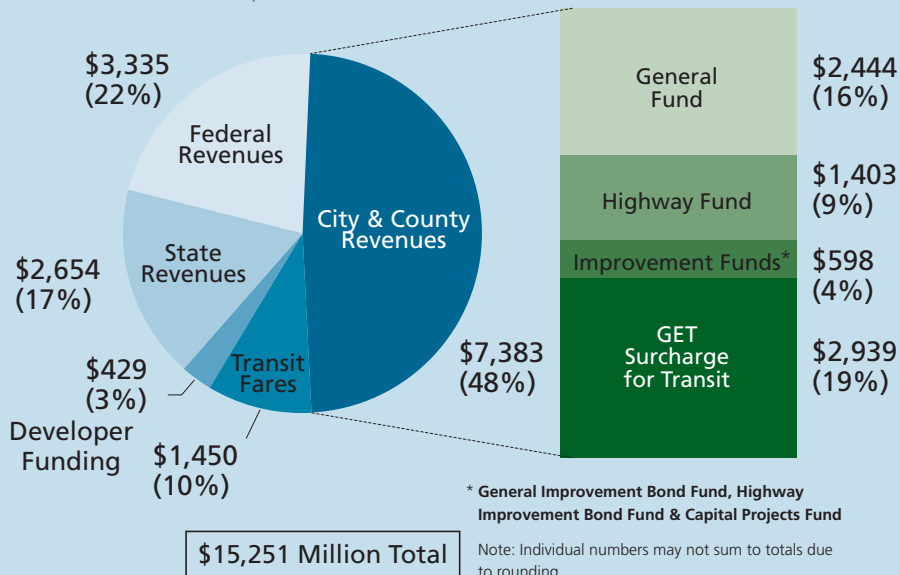 $3,335
(22%)
Federal
Revenues
City & County
Revenues
State
Revenues
$2,654
(17%)
$429
(3%)
Developer
Funding
Transit
Fares
$1,450
(10%)
$7,383
(48%)
General
Fund
$2,444
(16%)
Highway Fund
$1,403
(9%)
Improvement Funds*
$598
(4%)
GET
Surcharge
for Transit
$2,939
(19%)
* General Improvement Bond Fund, Highway
Improvement Bond Fund & Capital Projects Fund
$15,251 Million Total
Note: Individual numbers may not sum to totals due
to rounding